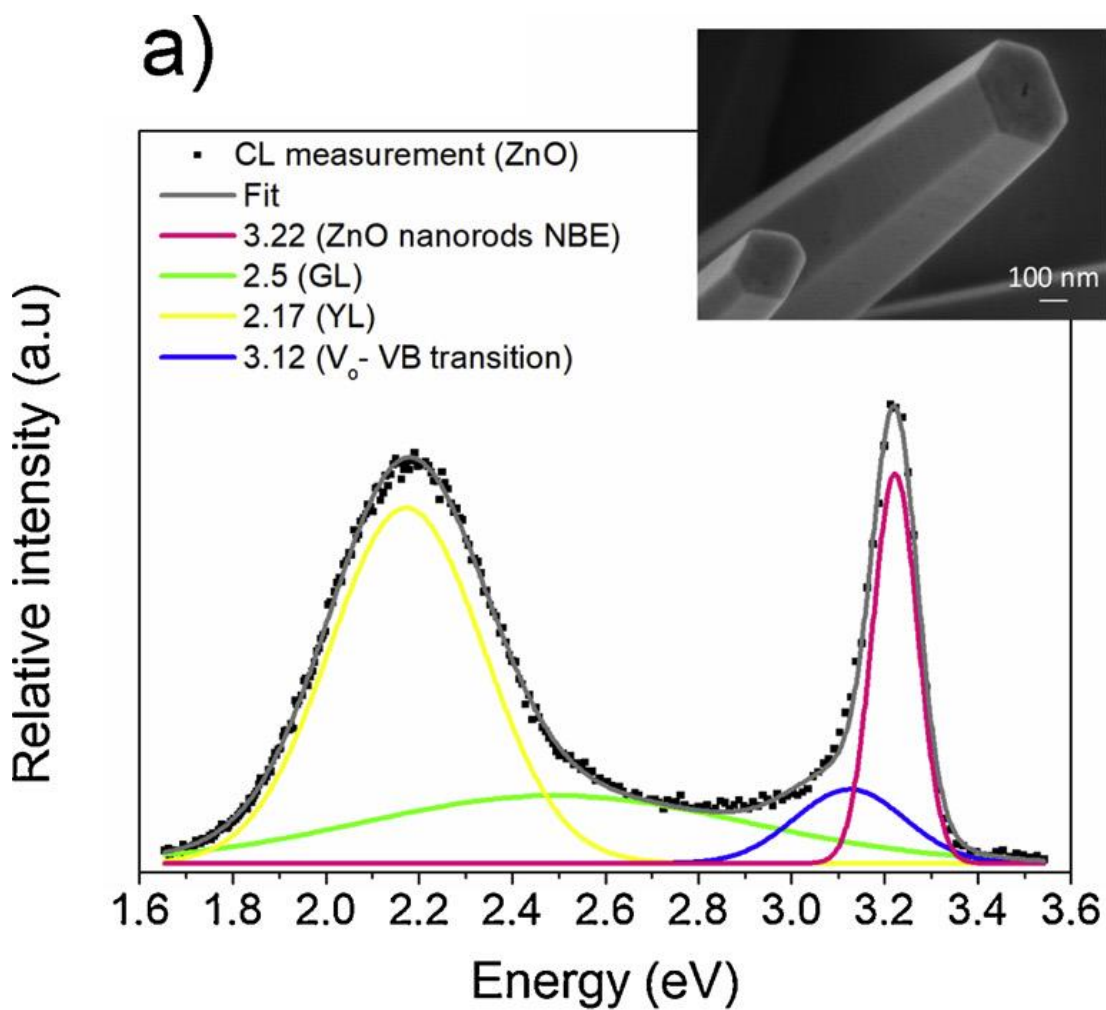 a)
CL measurement (ZnO)
Fit
3.22 (ZnO nanorods NBE)
2.5 (GL)
2.17 (YL)
3.12 (Vo- VB transition)
100 nm
Relative intensity (a.u)
1.6 1.8 2.0 2.2 2.4 2.6 2.8 3.0 3.2 3.4 3.6
Energy (eV)